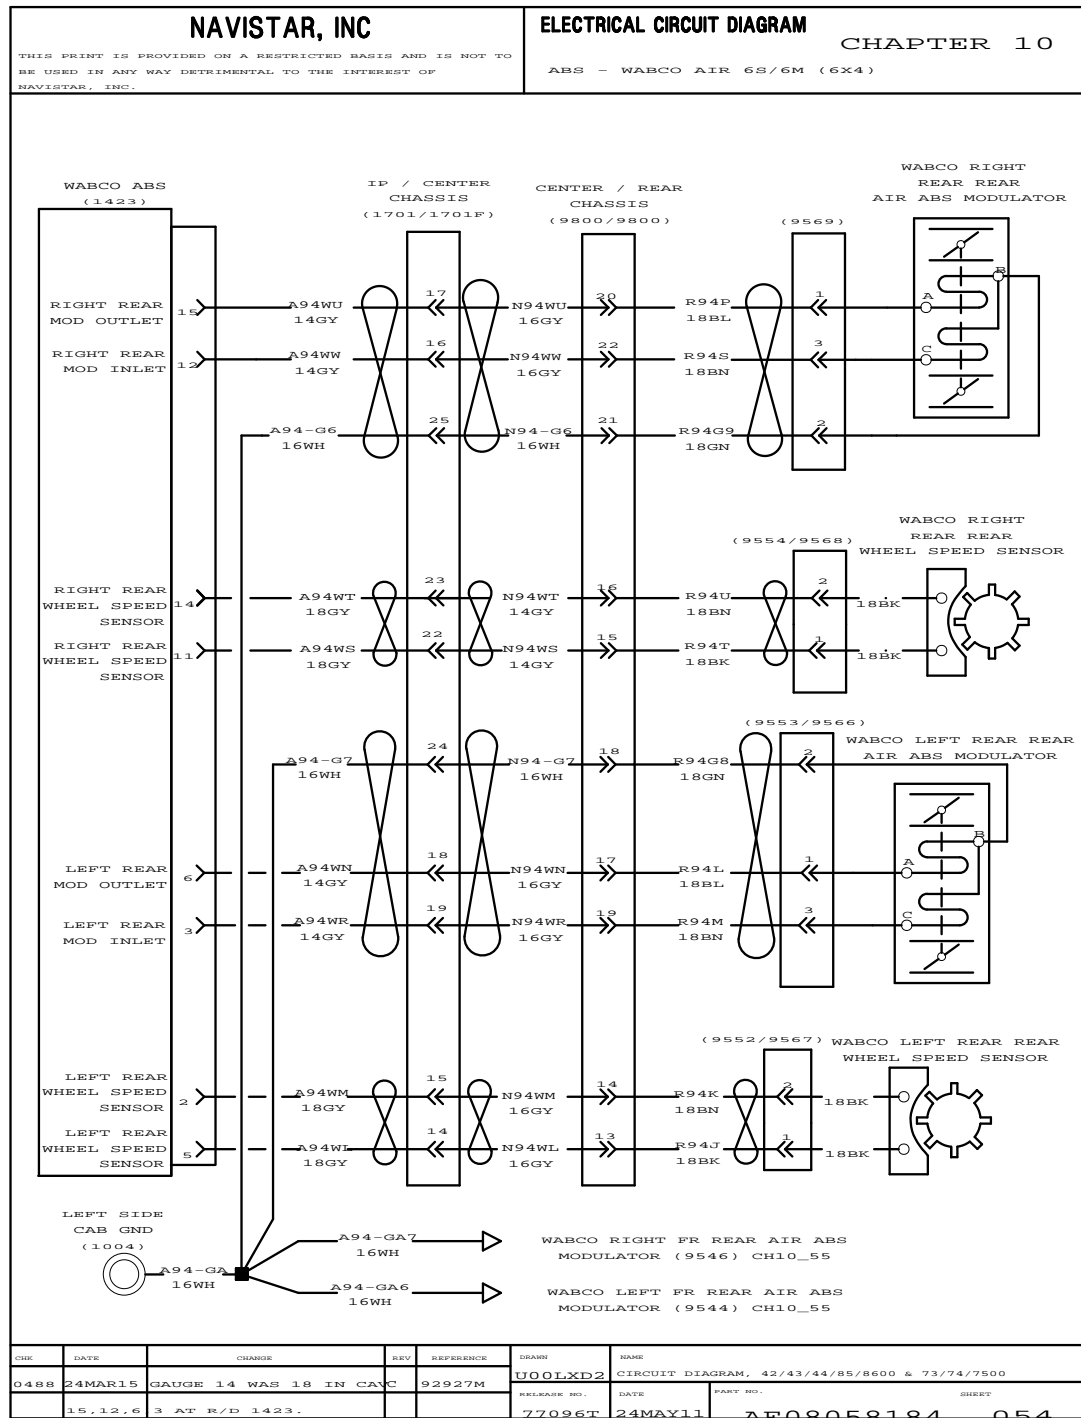 NAVISTAR, INC
THIS PRINT IS PROVIDED ON A RESTRICTED BASIS AND IS NOT TO
BE USED IN ANY WAY DETRIMENTAL TO THE INTEREST OF
NAVISTAR, INC.
ELECTRICAL CIRCUIT DIAGRAM
CHAPTER 10
ABS - WABCO AIR 6S/6M (6X4)
WABCO ABS
(1423)
IP / CENTER
CHASSIS
(1701/1701F)
CENTER / REAR
CHASSIS
(9800/9800)
(9569)
WABCO RIGHT
REAR REAR
AIR ABS MODULATOR
RIGHT REAR
MOD OUTLET
15
A94WU
14GY
17
N94WU
16GY
20
R94P
18BL
1
A
B
RIGHT REAR
MOD INLET
12
A94WW
14GY
16
N94WW
16GY
22
R94S
18BN
3
C
A94-G6
16WH
25
N94-G6
16WH
21
R94G9
18GN
2
(9554/9568)
WABCO RIGHT
REAR REAR
WHEEL SPEED SENSOR
RIGHT REAR
WHEEL SPEED
SENSOR
14
A94WT
18GY
23
N94WT
14GY
16
R94U
18BN
2
18BK
RIGHT REAR
WHEEL SPEED
SENSOR
11
A94WS
18GY
22
N94WS
14GY
15
R94T
18BK
1
18BK
(9553/9566)
WABCO LEFT REAR REAR
AIR ABS MODULATOR
A94-G7
16WH
24
N94-G7
16WH
18
R94G8
18GN
2
B
LEFT REAR
MOD OUTLET
6
A94WN
14GY
18
N94WN
16GY
17
R94L
18BL
1
A
LEFT REAR
MOD INLET
3
A94WR
14GY
19
N94WR
16GY
19
R94M
18BN
3
C
(9552/9567)
WABCO LEFT REAR REAR
WHEEL SPEED SENSOR
LEFT REAR
WHEEL SPEED
SENSOR
2
A94WM
18GY
15
N94WM
16GY
14
R94K
18BN
2
18BK
LEFT REAR
WHEEL SPEED
SENSOR
5
A94WL
18GY
14
N94WL
16GY
13
R94J
18BK
1
18BK
LEFT SIDE
CAB GND
(1004)
A94-GA
16WH
A94-GA7
16WH
WABCO RIGHT FR REAR AIR ABS
MODULATOR (9546) CH10_55
A94-GA6
16WH
WABCO LEFT FR REAR AIR ABS
MODULATOR (9544) CH10_55
CHK DATE CHANGE REV REFERENCE
0488 24MAR15 GAUGE 14 WAS 18 IN CAV C 92927M
15,12,6 3 AT R/D 1423.
DRAWN
U00LXD2
NAME
CIRCUIT DIAGRAM, 42/43/44/85/8600 & 73/74/7500
RELEASE NO.
77096T
DATE
24MAY11
PART NO.
AF08058184
SHEET
054